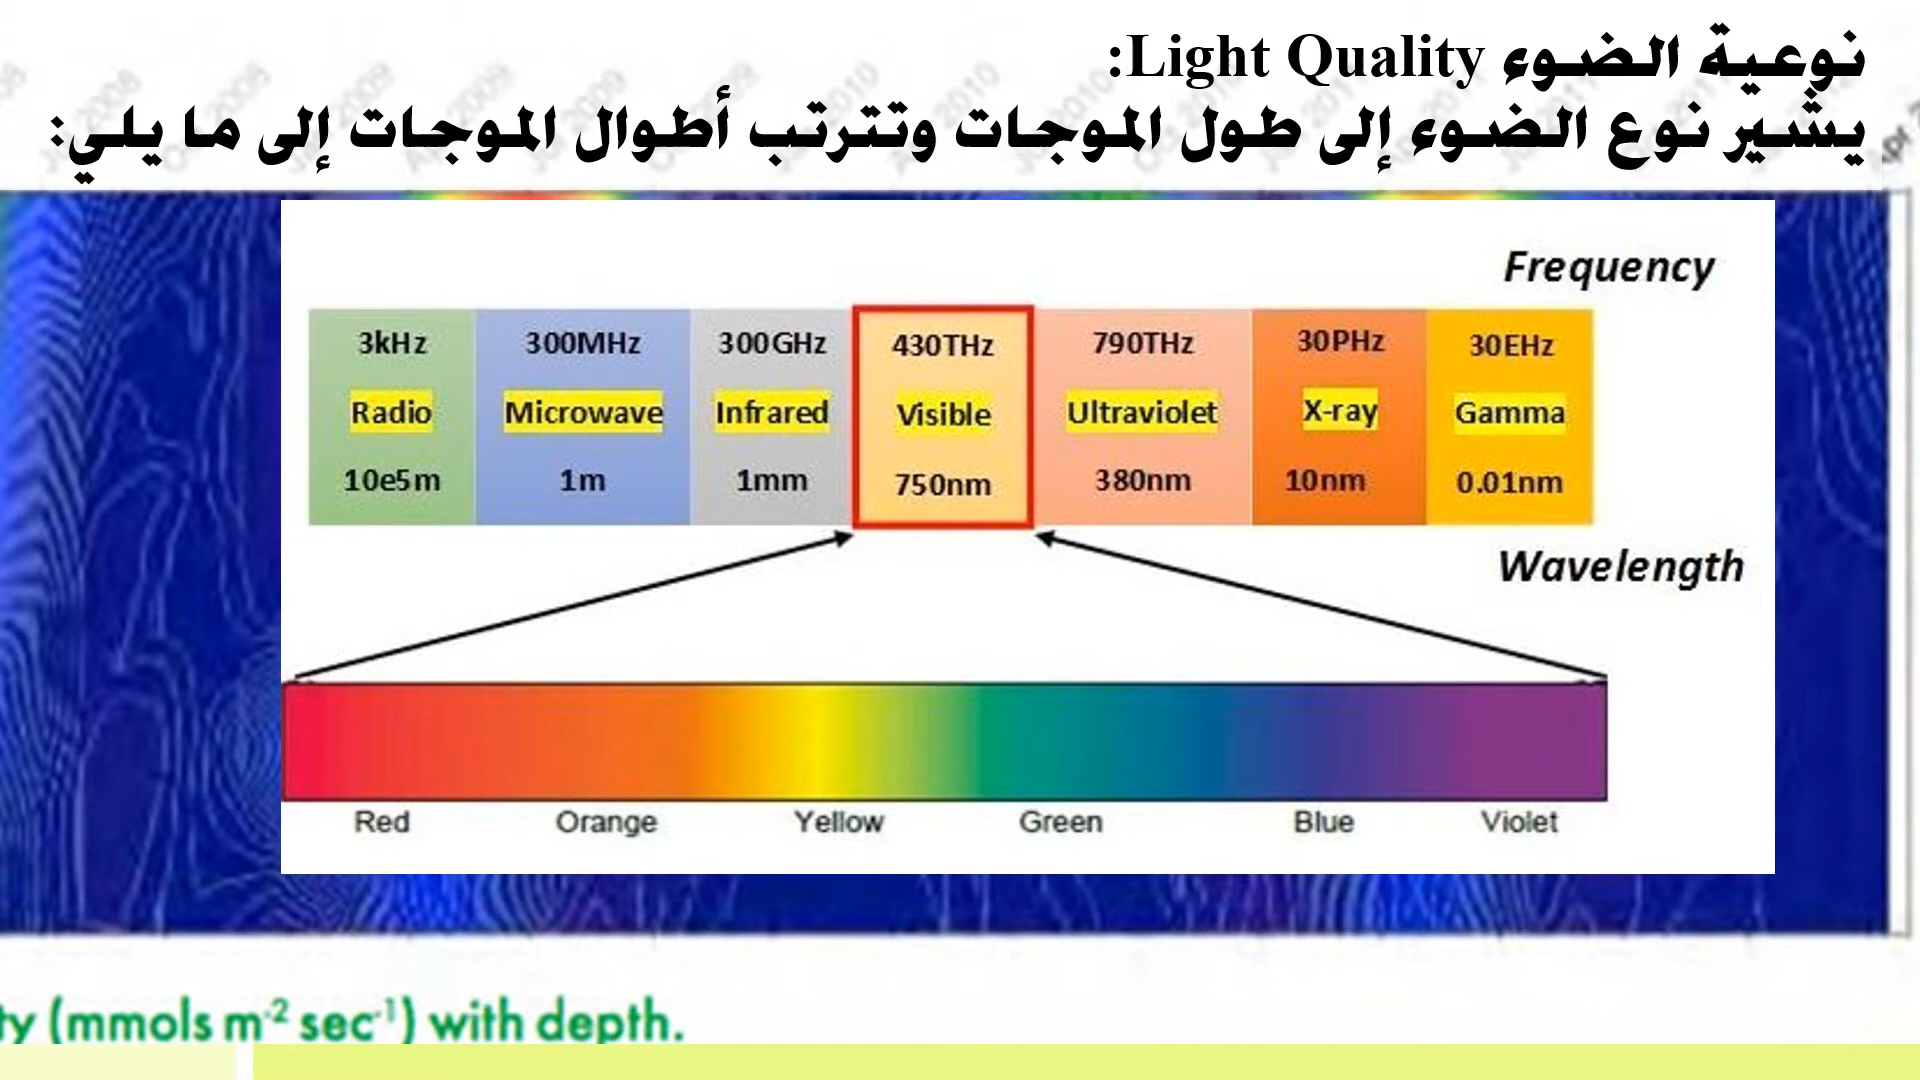 نوعية الضوء Light Quality:
يشير نوع الضوء إلى طول الموجات وتترتب أطوال الموجات إلى ما يلي:
Frequency
3kHz 300MHz 300GHz 430THz 790THz 30PHz 30EHz
Radio Microwave Infrared Visible Ultraviolet X-ray Gamma
10e5m 1m 1mm 750nm 380nm 10nm 0.01nm
Wavelength
Red Orange Yellow Green Blue Violet
ty (mmols m-2 sec-1) with depth.